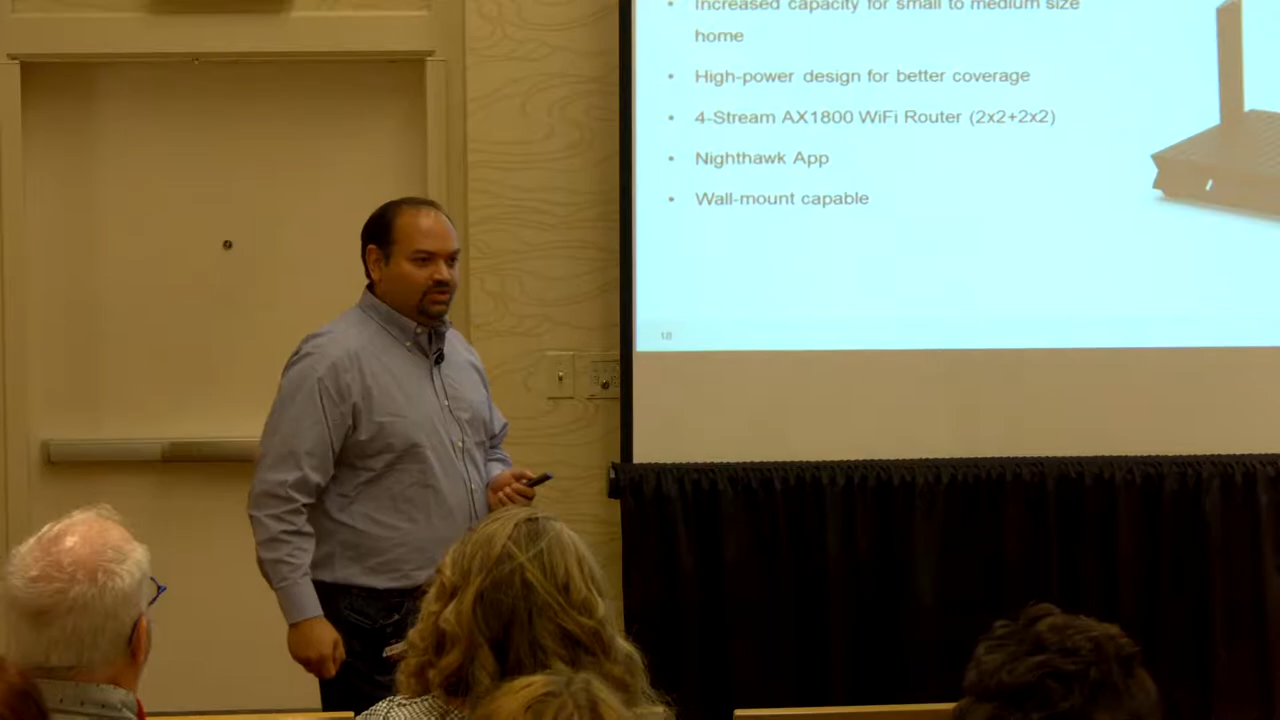 • Increased capacity for small to medium size
home
• High-power design for better coverage
• 4-Stream AX1800 WiFi Router (2x2+2x2)
• Nighthawk App
• Wall-mount capable
18